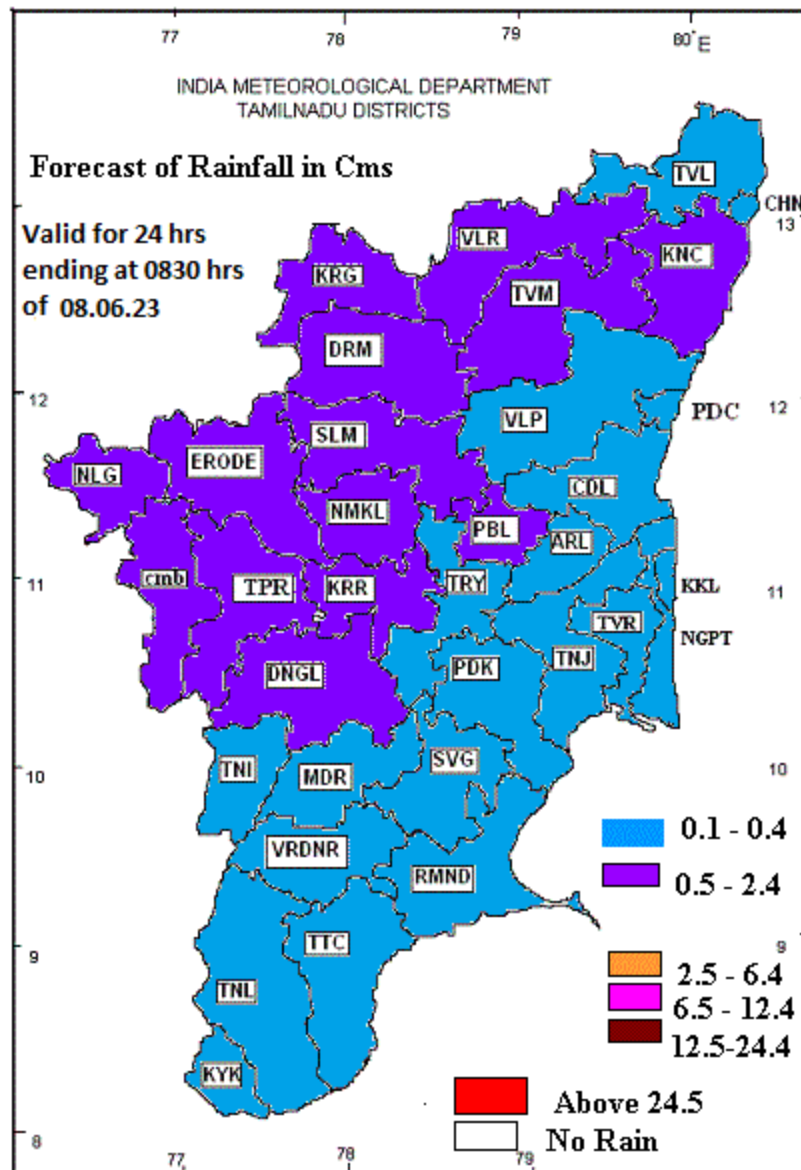 77 78 79 80°E
INDIA METEOROLOGICAL DEPARTMENT
TAMILNADU DISTRICTS
Forecast of Rainfall in Cms
Valid for 24 hrs
ending at 0830 hrs
of 08.06.23
TVL
CHN
13
VLR
KNC
KRG
TVM
DRM
12
12
PDC
VLP
SLM
ERODE
NLG
CDL
NMKL
PBL
ARL
11
cmb
TPR
KRR
TRY
KKL
11
TVR
NGPT
DNGL
PDK
TNJ
10
TNI
MDR
SVG
10
0.1 - 0.4
VRDNR
RMND
0.5 - 2.4
9
TTC
9
2.5 - 6.4
TNL
6.5 - 12.4
12.5-24.4
KYK
Above 24.5
8
No Rain
77 78 79